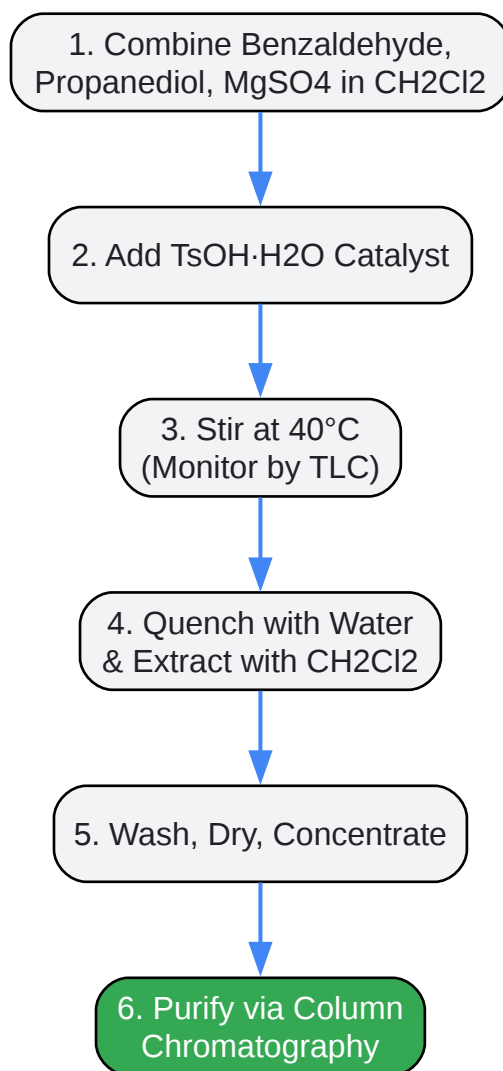 1. Combine Benzaldehyde,
Propanediol, MgSO4 in CH2Cl2
2. Add TsOH·H2O Catalyst
3. Stir at 40°C
(Monitor by TLC)
4. Quench with Water
& Extract with CH2Cl2
5. Wash, Dry, Concentrate
6. Purify via Column
Chromatography